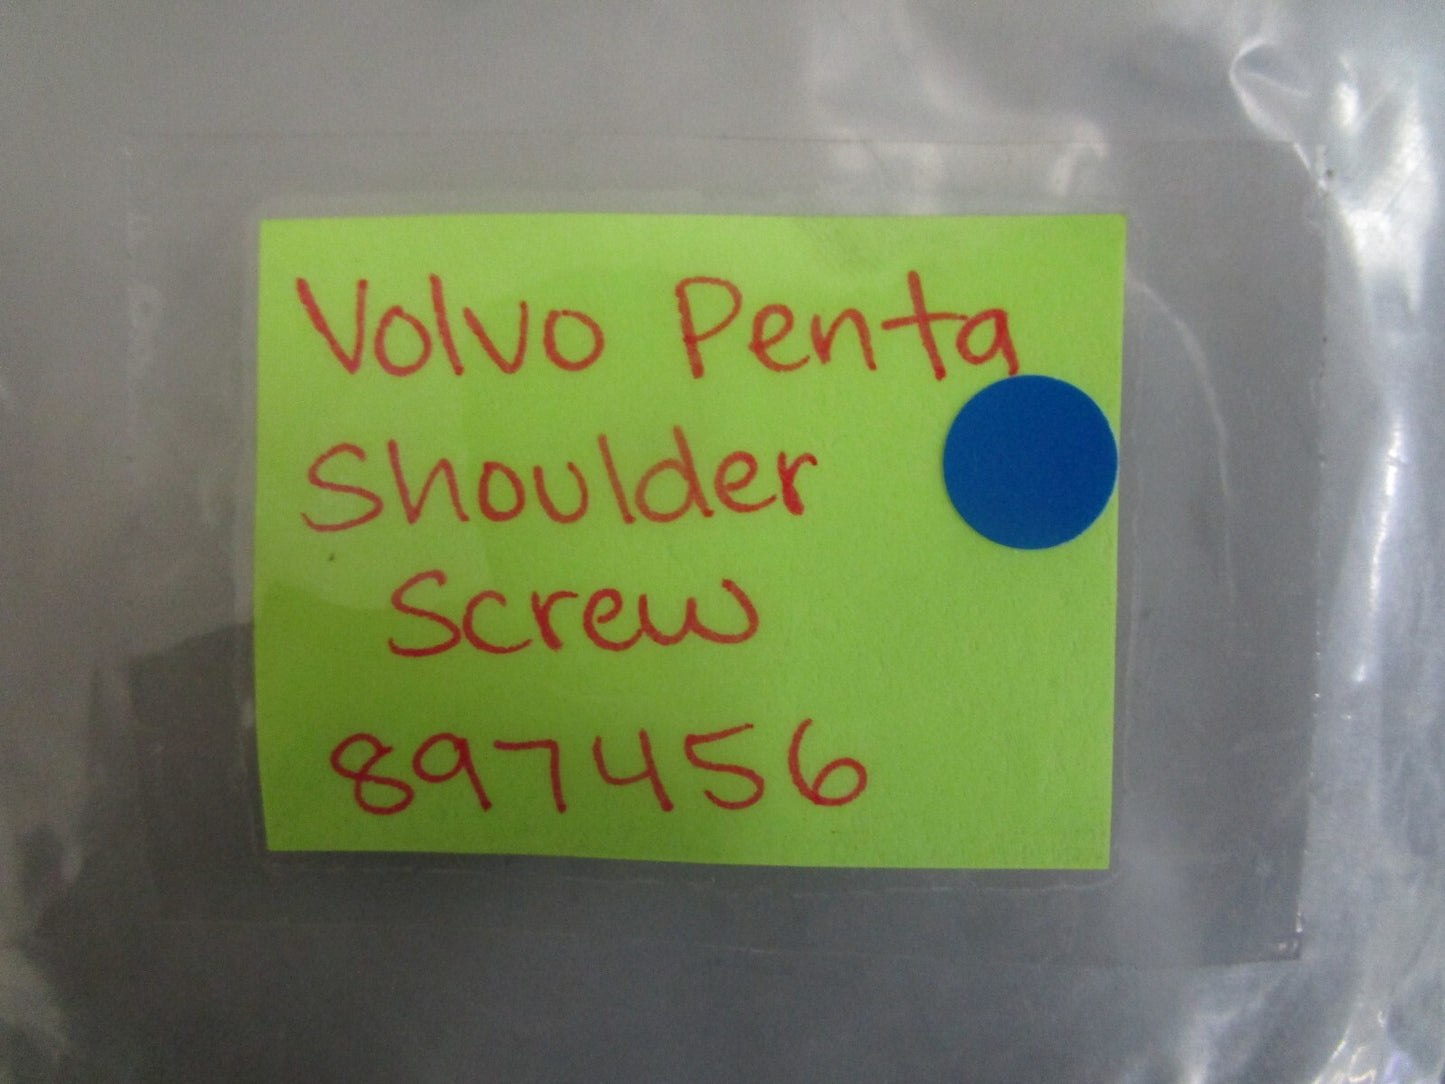 Volvo Penta
Shoulder
Screw
897456